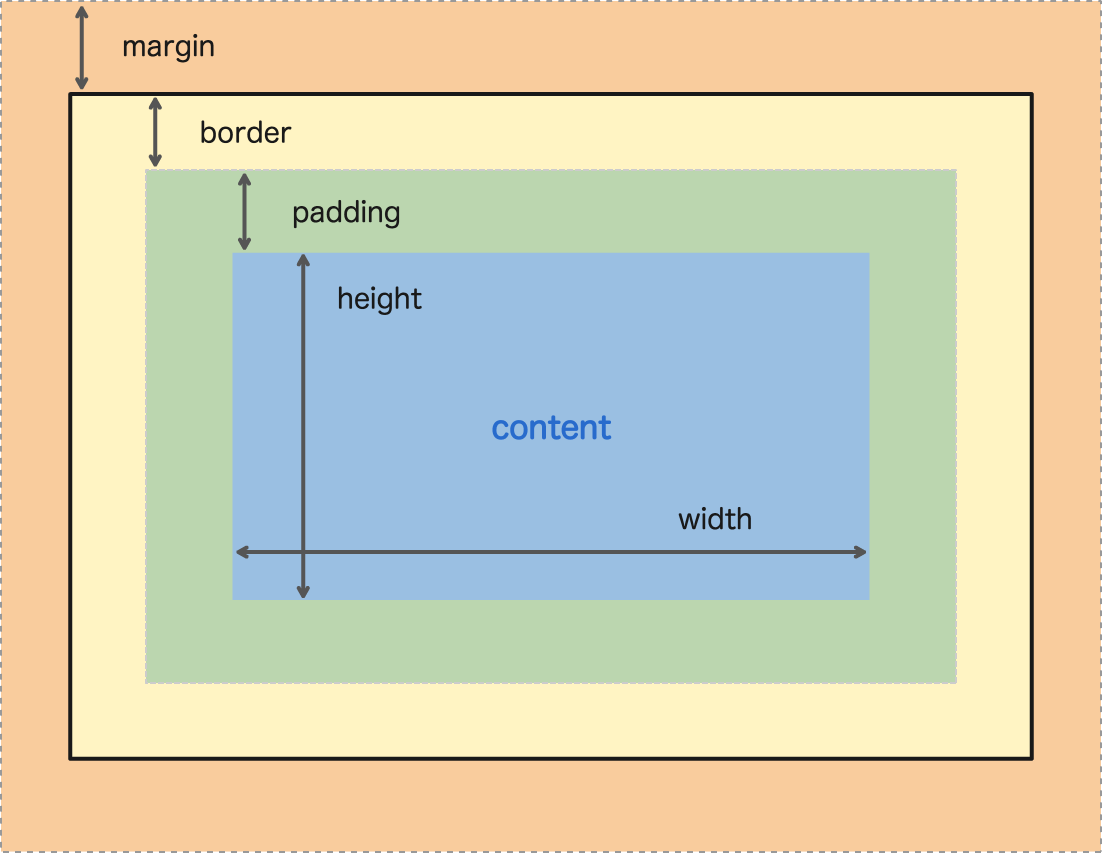 margin
border
padding
height
content
width